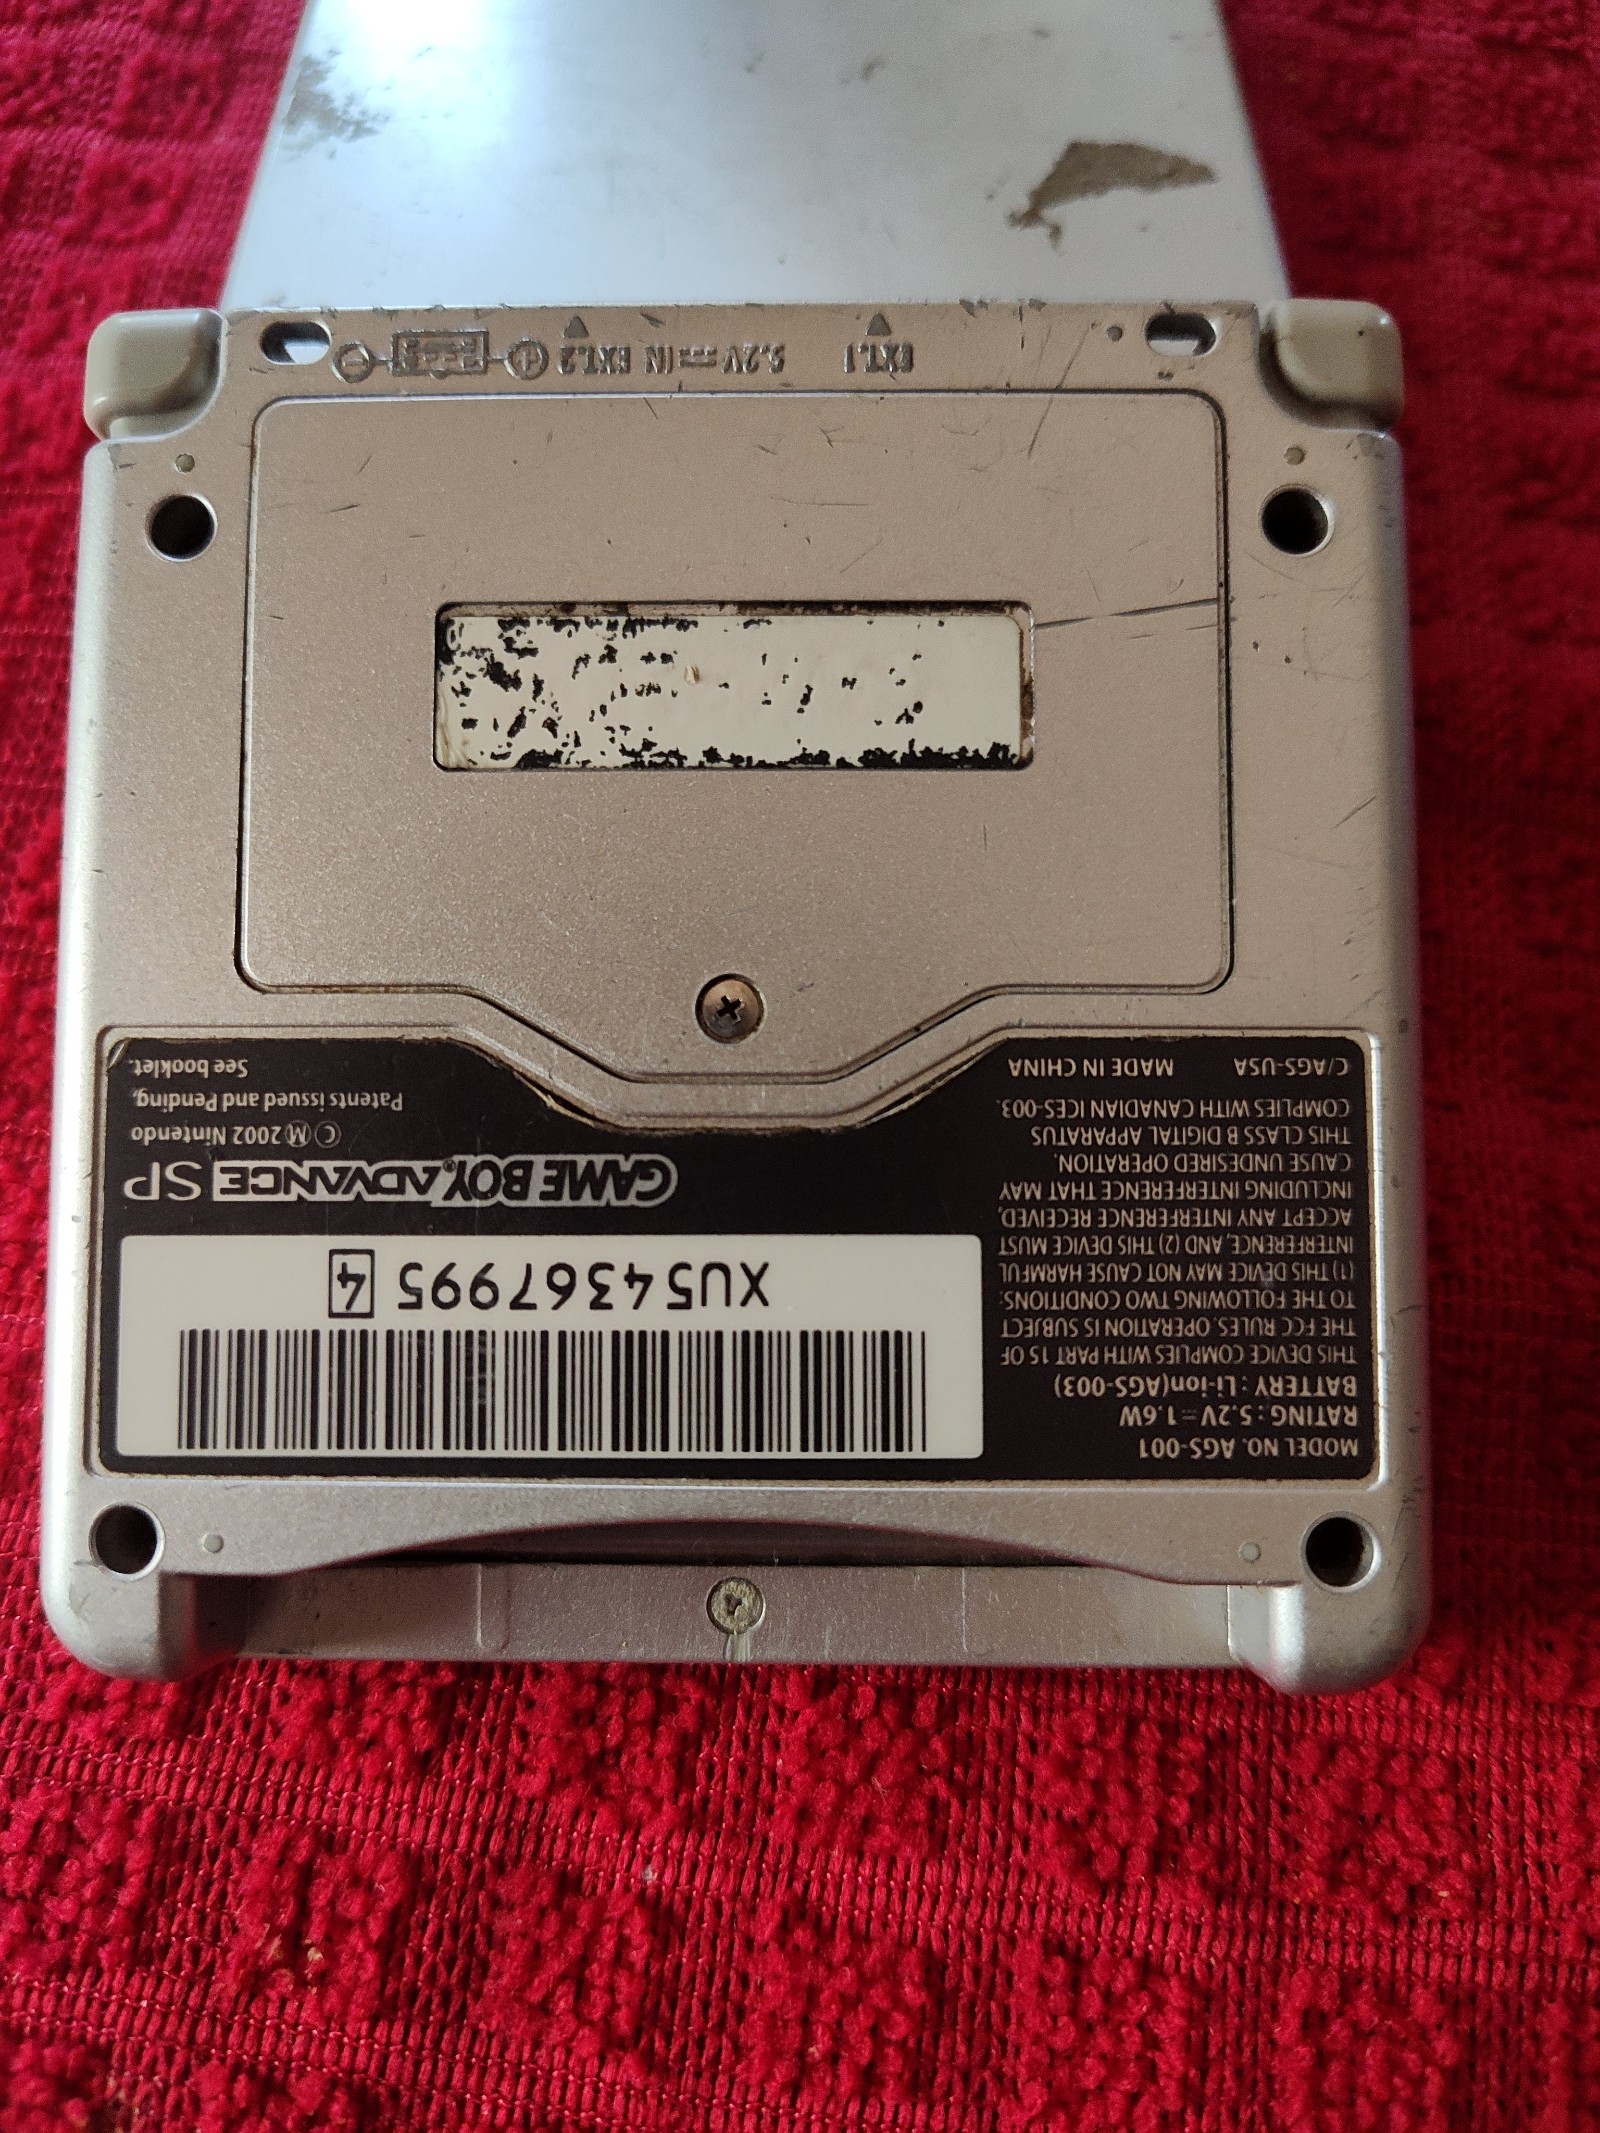 MODEL NO. AGS-001
RATING : 5.2V⎓1.6W
BATTERY : Li-ion(AGS-003)
THIS DEVICE COMPLIES WITH PART 15 OF
THE FCC RULES. OPERATION IS SUBJECT
TO THE FOLLOWING TWO CONDITIONS:
(1) THIS DEVICE MAY NOT CAUSE HARMFUL
INTERFERENCE, AND (2) THIS DEVICE MUST
ACCEPT ANY INTERFERENCE RECEIVED,
INCLUDING INTERFERENCE THAT MAY
CAUSE UNDESIRED OPERATION.
THIS CLASS B DIGITAL APPARATUS
COMPLIES WITH CANADIAN ICES-003.
C/AGS-USA MADE IN CHINA
XU54367995 4
GAME BOY ADVANCE® SP
© Ⓜ 2002 Nintendo
Patents issued and Pending,
See booklet.
EXT.1
5.2V ⎓ IN EXT.2